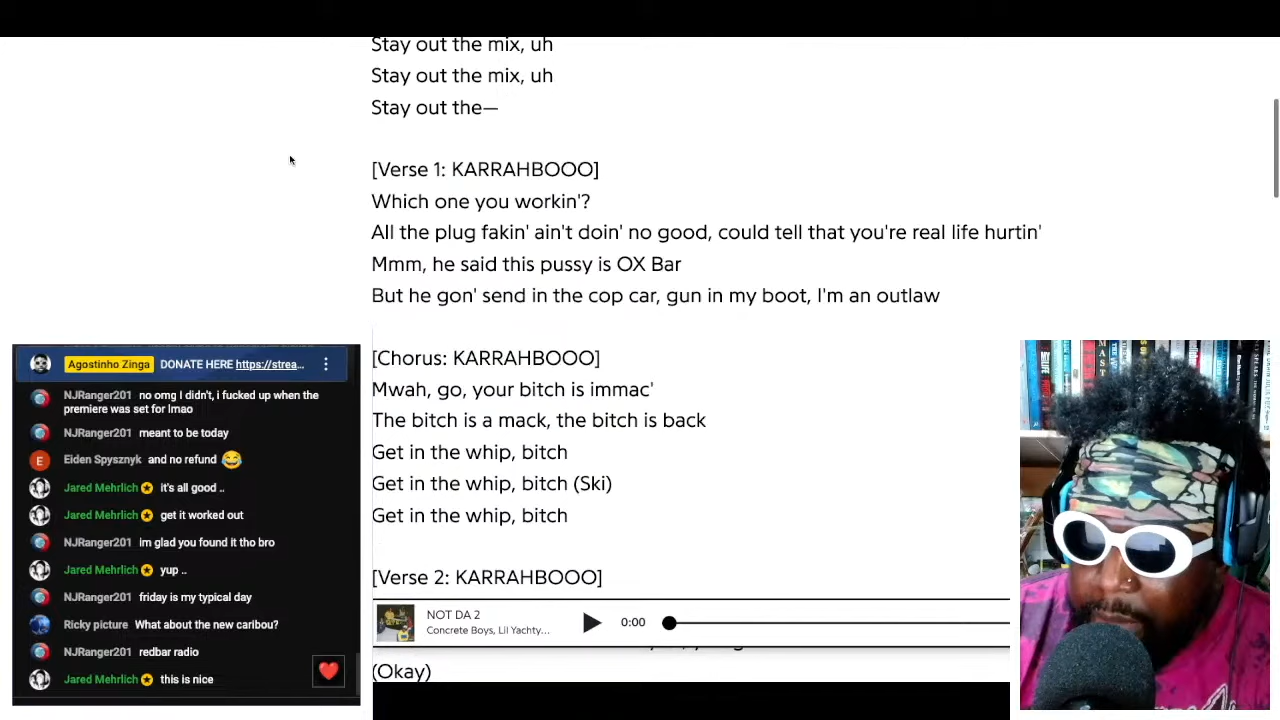 Stay out the mix, uh
Stay out the mix, uh
Stay out the—
[Verse 1: KARRAHBOOO]
Which one you workin'?
All the plug fakin' ain't doin' no good, could tell that you're real life hurtin'
Mmm, he said this pussy is OX Bar
But he gon' send in the cop car, gun in my boot, I'm an outlaw
[Chorus: KARRAHBOOO]
Mwah, go, your bitch is immac'
The bitch is a mack, the bitch is back
Get in the whip, bitch
Get in the whip, bitch (Ski)
Get in the whip, bitch
[Verse 2: KARRAHBOOO]
NOT DA 2
Concrete Boys, Lil Yachty...
0:00
(Okay)
Agostinho Zinga DONATE HERE https://strea...
NJRanger201 no omg I didn't, i fucked up when the
premiere was set for lmao
NJRanger201 meant to be today
E Eiden Spysznyk and no refund 😂
Jared Mehrlich it's all good ..
Jared Mehrlich get it worked out
NJRanger201 im glad you found it tho bro
Jared Mehrlich yup ..
NJRanger201 friday is my typical day
Ricky picture What about the new caribou?
NJRanger201 redbar radio
Jared Mehrlich this is nice